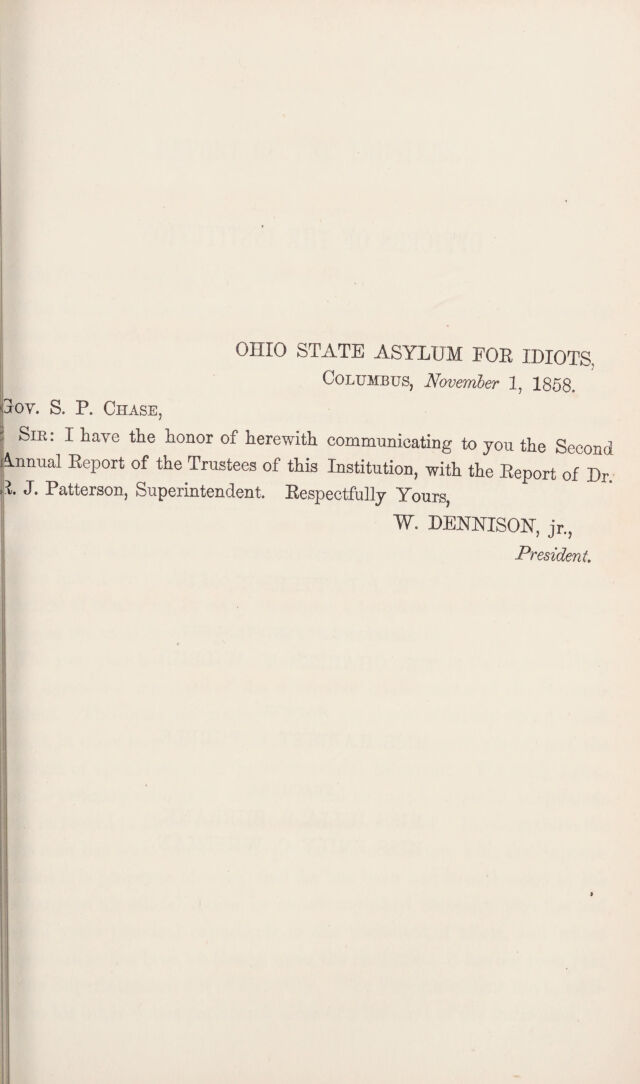 OHIO STATE ASYLUM FOR IDIOTS,
COLUMBUS, November 1, 1858.
Gov. S. P. CHASE,
SIR: I have the honor of herewith communicating to you the Second
Annual Report of the Trustees of this Institution, with the Report of Dr.
R. J. Patterson, Superintendent. Respectfully Yours,
W. DENNISON, jr.,
President.